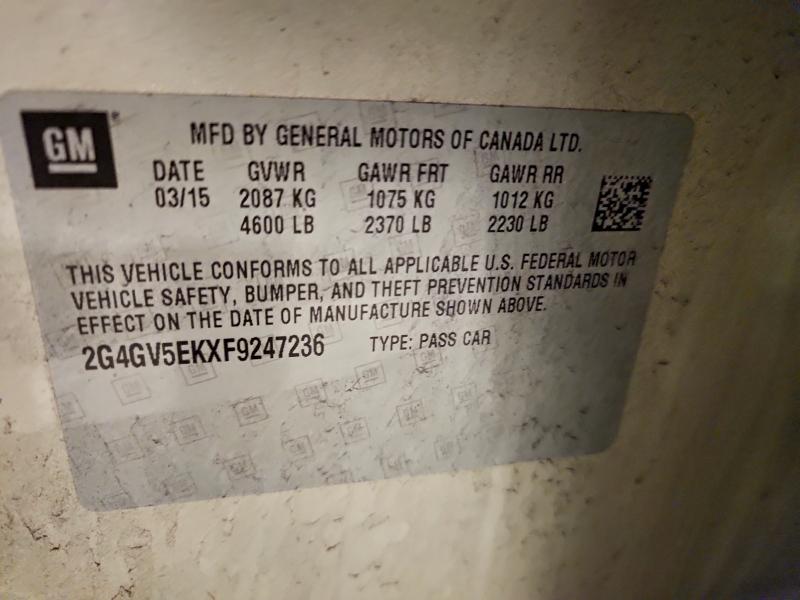 GM
MFD BY GENERAL MOTORS OF CANADA LTD.
DATE GVWR GAWR FRT GAWR RR
03/15 2087 KG 1075 KG 1012 KG
4600 LB 2370 LB 2230 LB
THIS VEHICLE CONFORMS TO ALL APPLICABLE U.S. FEDERAL MOTOR
VEHICLE SAFETY, BUMPER, AND THEFT PREVENTION STANDARDS IN
EFFECT ON THE DATE OF MANUFACTURE SHOWN ABOVE.
2G4GV5EKXF9247236 TYPE: PASS CAR